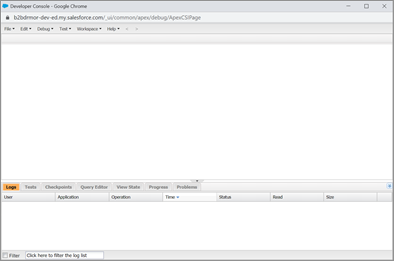 Developer Console - Google Chrome
b2bdrmor-dev-ed.my.salesforce.com/_ui/common/apex/debug/ApexCSIPage
File Edit Debug Test Workspace Help < >
Logs Tests Checkpoints Query Editor View State Progress Problems
User Application Operation Time Status Read Size
Filter Click here to filter the log list